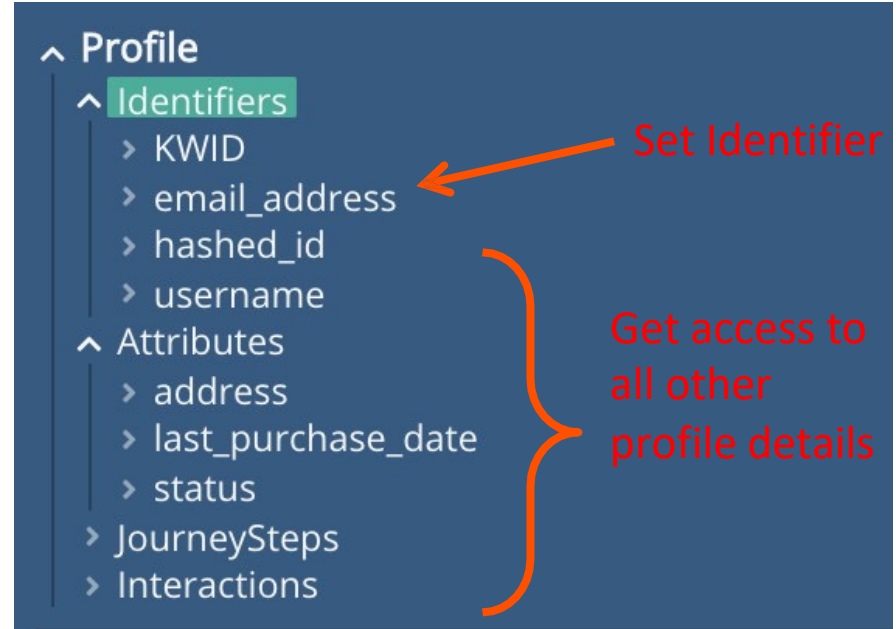 Profile
Identifiers
KWID
Set Identifier
email_address
hashed_id
username
Attributes
address
last_purchase_date
status
JourneySteps
Interactions
Get access to
all other
profile details